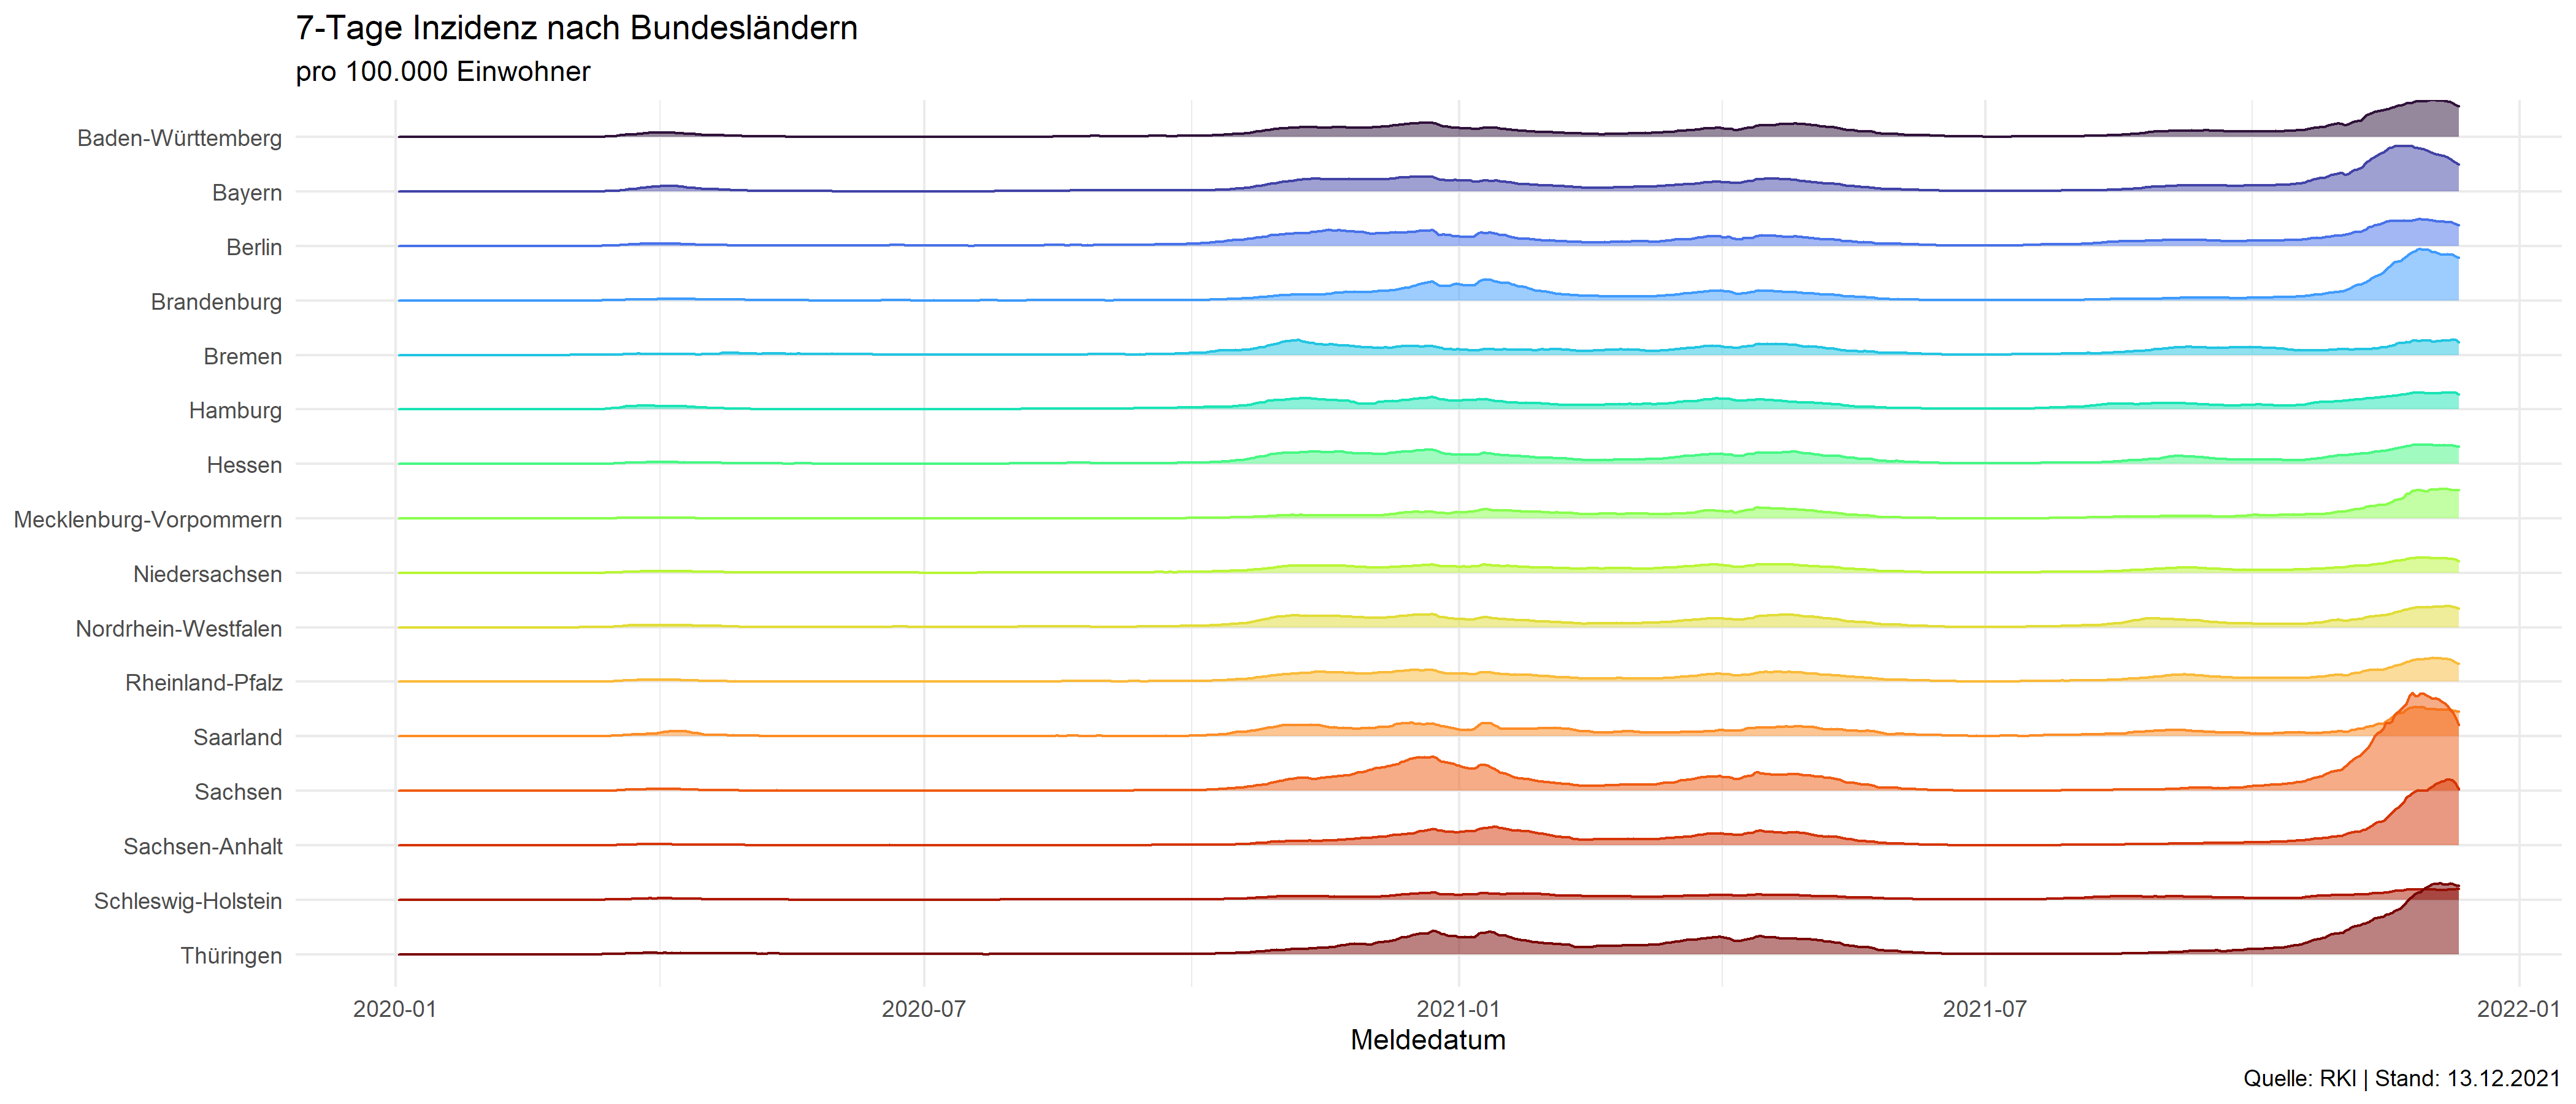 7-Tage Inzidenz nach Bundesländern
pro 100.000 Einwohner
Baden-Württemberg
Bayern
Berlin
Brandenburg
Bremen
Hamburg
Hessen
Mecklenburg-Vorpommern
Niedersachsen
Nordrhein-Westfalen
Rheinland-Pfalz
Saarland
Sachsen
Sachsen-Anhalt
Schleswig-Holstein
Thüringen
2020-01 2020-07 2021-01 2021-07 2022-01
Meldedatum
Quelle: RKI | Stand: 13.12.2021